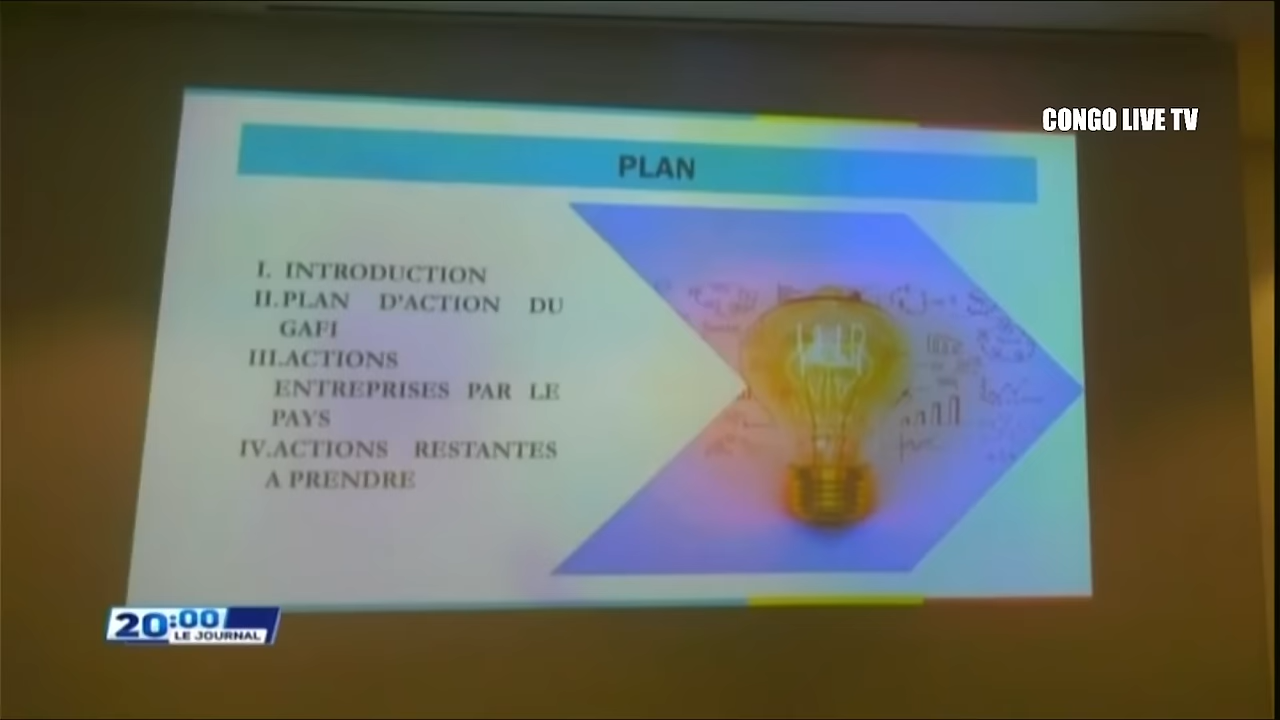 CONGO LIVE TV
PLAN
I. INTRODUCTION
II.PLAN D'ACTION DU
GAFI
III.ACTIONS
ENTREPRISES PAR LE
PAYS
IV.ACTIONS RESTANTES
A PRENDRE
20:00
LE JOURNAL